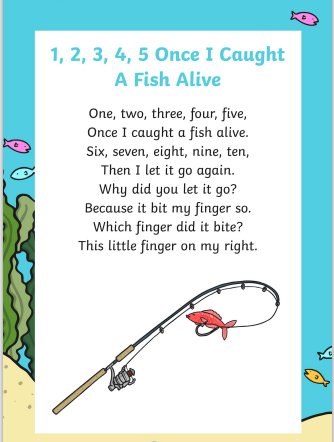 1, 2, 3, 4, 5 Once I Caught
A Fish Alive
One, two, three, four, five,
Once I caught a fish alive.
Six, seven, eight, nine, ten,
Then I let it go again.
Why did you let it go?
Because it bit my finger so.
Which finger did it bite?
This little finger on my right.